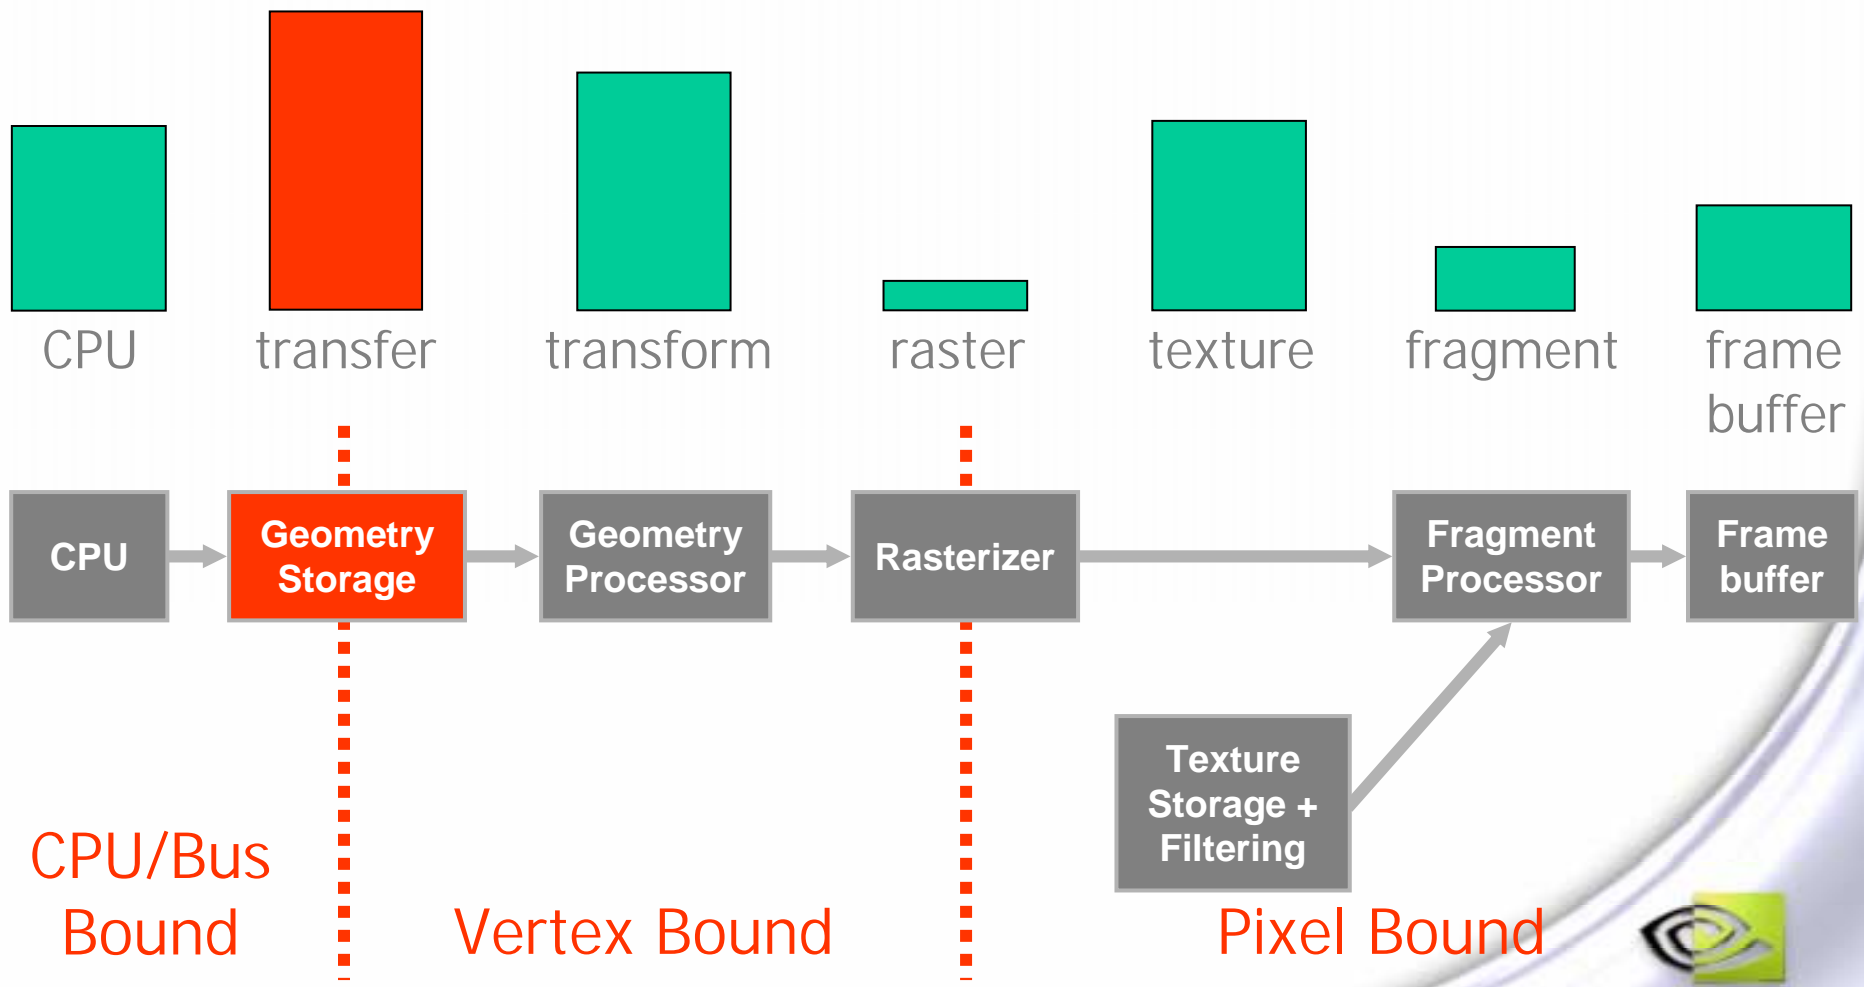 CPU
transfer
transform
raster
texture
fragment
frame
buffer
CPU
Geometry
Storage
Geometry
Processor
Rasterizer
Fragment
Processor
Frame
buffer
Texture
Storage +
Filtering
CPU/Bus
Bound
Vertex Bound
Pixel Bound